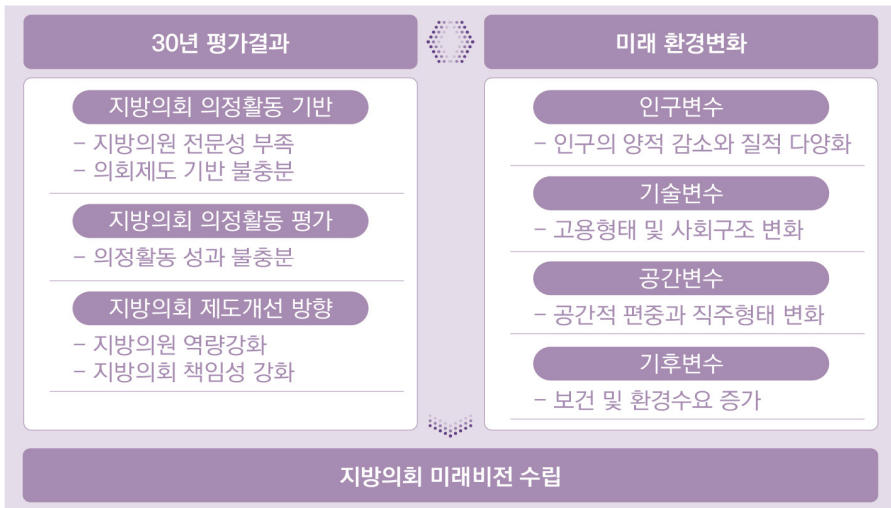 30년 평가결과
지방의회 의정활동 기반
- 지방의원 전문성 부족
- 의회제도 기반 불충분
지방의회 의정활동 평가
- 의정활동 성과 불충분
지방의회 제도개선 방향
- 지방의원 역량강화
- 지방의회 책임성 강화
미래 환경변화
인구변수
- 인구의 양적 감소와 질적 다양화
기술변수
- 고용형태 및 사회구조 변화
공간변수
- 공간적 편중과 직주형태 변화
기후변수
- 보건 및 환경수요 증가
지방의회 미래비전 수립